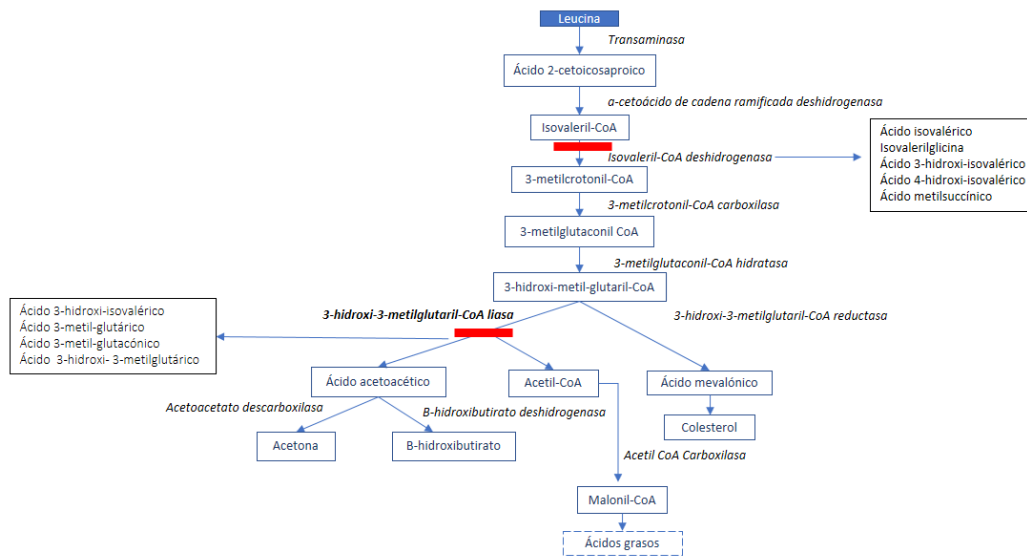 Leucina
Transaminasa
Ácido 2-cetoicosaproico
a-cetoácido de cadena ramificada deshidrogenasa
Isovaleril-CoA
Isovaleril-CoA deshidrogenasa
Ácido isovalérico
Isovalerilglicina
Ácido 3-hidroxi-isovalérico
Ácido 4-hidroxi-isovalérico
Ácido metilsuccínico
3-metilcrotonil-CoA
3-metilcrotonil-CoA carboxilasa
3-metilglutaconil CoA
3-metilglutaconil-CoA hidratasa
3-hidroxi-metil-glutaril-CoA
3-hidroxi-3-metilglutaril-CoA liasa
3-hidroxi-3-metilglutaril-CoA reductasa
Ácido 3-hidroxi-isovalérico
Ácido 3-metil-glutárico
Ácido 3-metil-glutacónico
Ácido 3-hidroxi- 3-metilglutárico
Ácido acetoacético
Acetil-CoA
Ácido mevalónico
Acetoacetato descarboxilasa
B-hidroxibutirato deshidrogenasa
Acetona
B-hidroxibutirato
Colesterol
Acetil CoA Carboxilasa
Malonil-CoA
Ácidos grasos